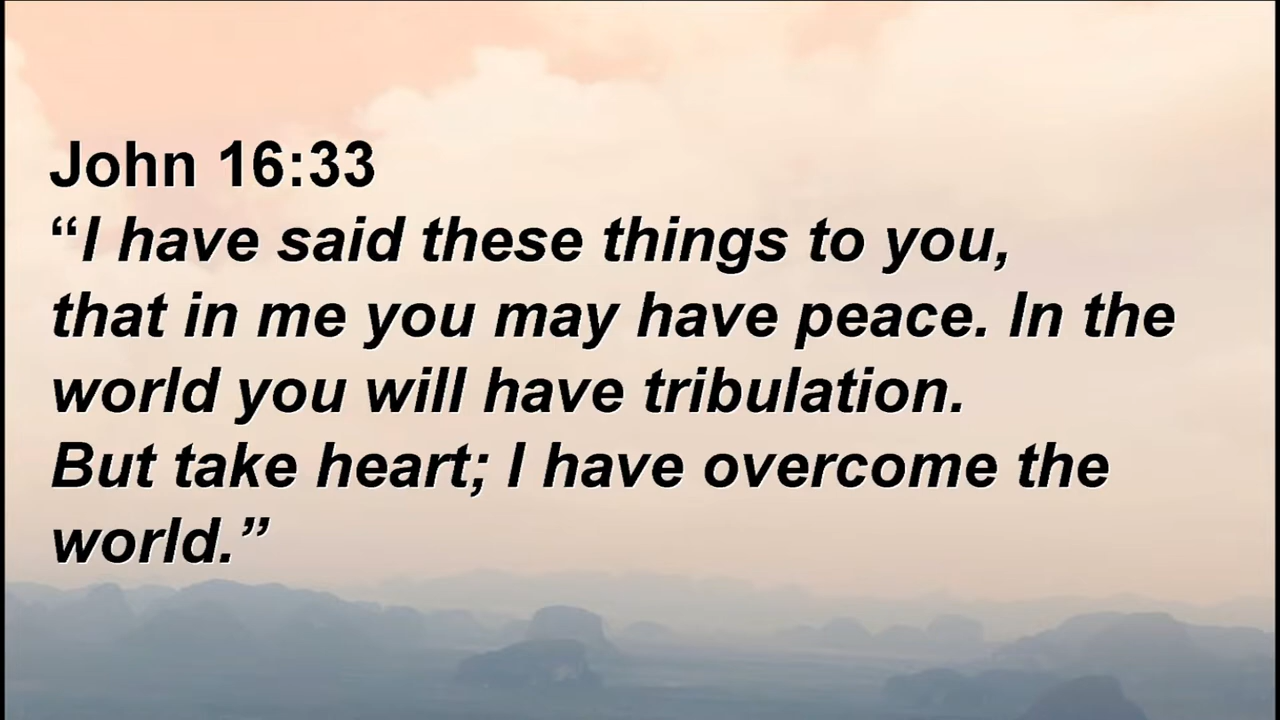 John 16:33
“I have said these things to you,
that in me you may have peace. In the
world you will have tribulation.
But take heart; I have overcome the
world.”